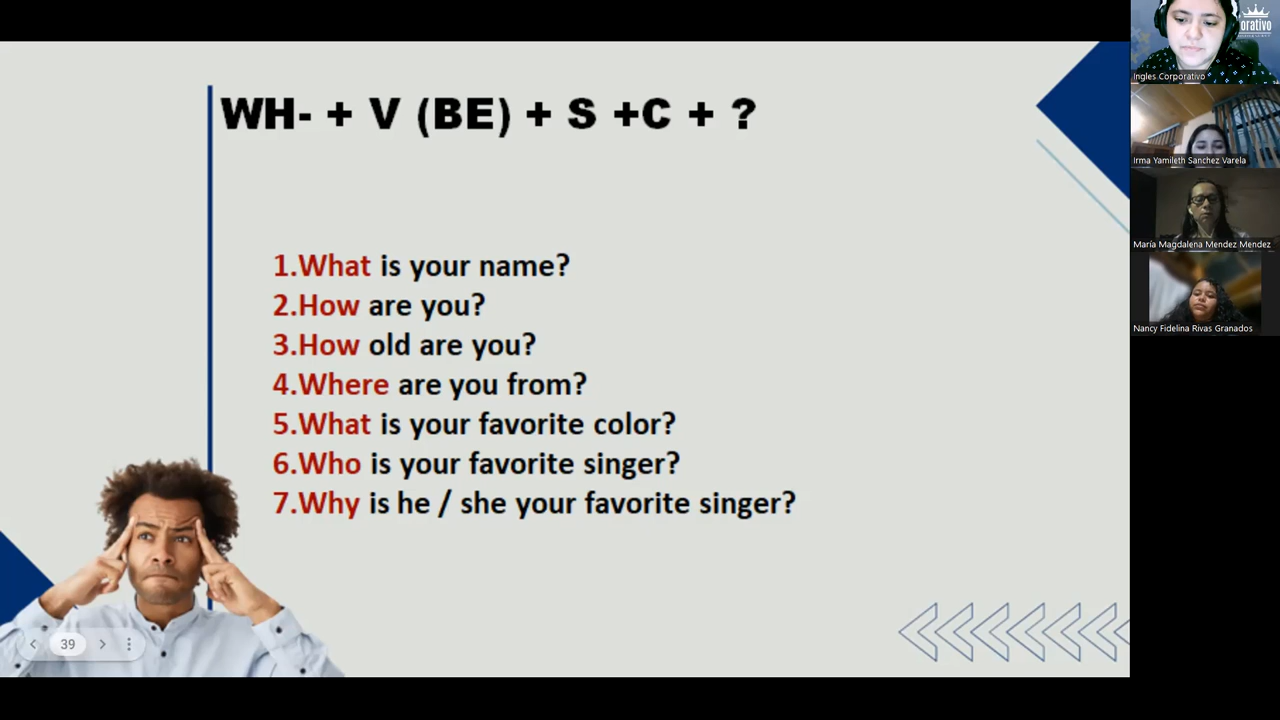 WH- + V (BE) + S +C + ?
1.What is your name?
2.How are you?
3.How old are you?
4.Where are you from?
5.What is your favorite color?
6.Who is your favorite singer?
7.Why is he / she your favorite singer?
39
orativo
Ingles Corporativo
Irma Yamileth Sanchez Varela
María Magdalena Mendez Mendez
Nancy Fidelina Rivas Granados